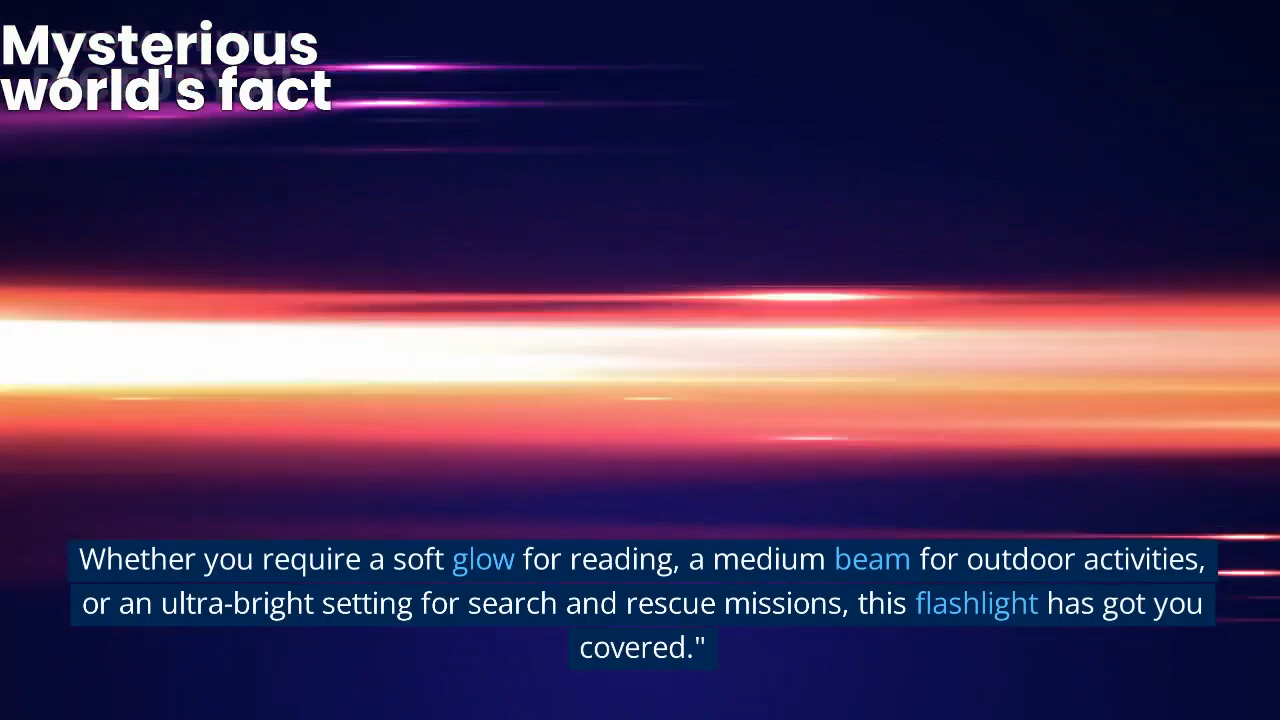 Mysterious
world's fact
Whether you require a soft glow for reading, a medium beam for outdoor activities,
or an ultra-bright setting for search and rescue missions, this flashlight has got you
covered."